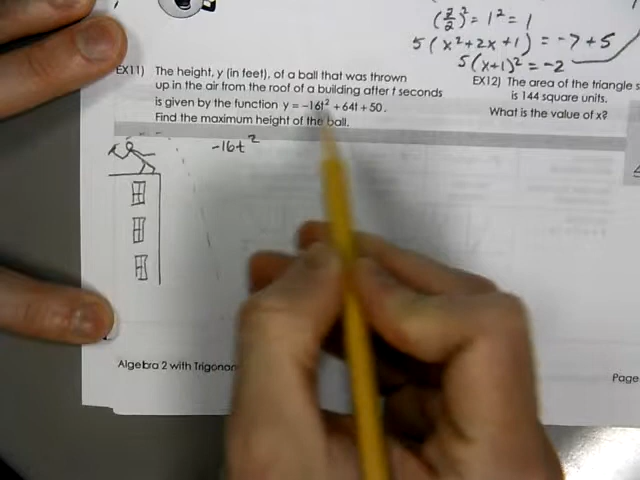 (2/2)² = 1² = 1
5(x²+2x+1) = -7+5
5(x+1)² = -2
EX11) The height, y (in feet), of a ball that was thrown
up in the air from the roof of a building after t seconds
is given by the function y = −16t² + 64t + 50.
Find the maximum height of the ball.
EX12) The area of the triangle
is 144 square units.
What is the value of x?
-16t²
Algebra 2 with
Page